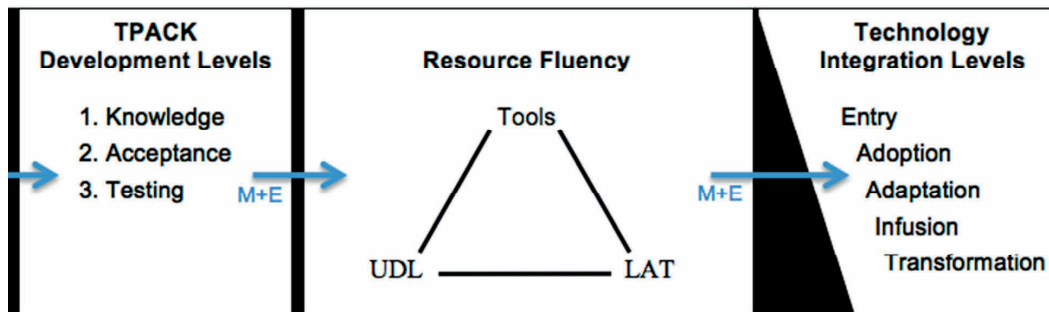 TPACK
Development Levels
1. Knowledge
2. Acceptance
3. Testing
M+E
Resource Fluency
Tools
UDL
LAT
M+E
Technology
Integration Levels
Entry
Adoption
Adaptation
Infusion
Transformation